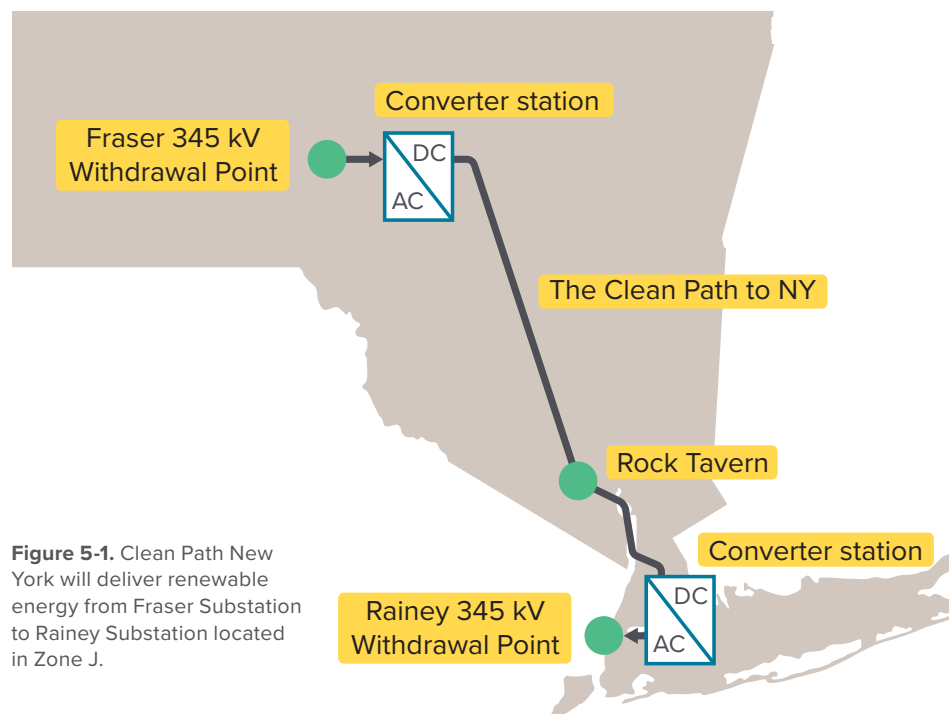 Converter station
Fraser 345 kV
Withdrawal Point
DC
AC
The Clean Path to NY
Rock Tavern
Converter station
DC
AC
Rainey 345 kV
Withdrawal Point
Figure 5-1. Clean Path New
York will deliver renewable
energy from Fraser Substation
to Rainey Substation located
in Zone J.